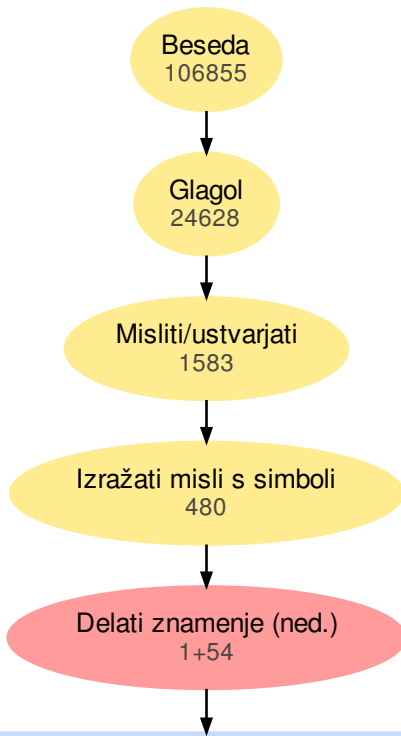 Beseda
106855
Glagol
24628
Misliti/ustvarjati
1583
Izražati misli s simboli
480
Delati znamenje (ned.)
1+54